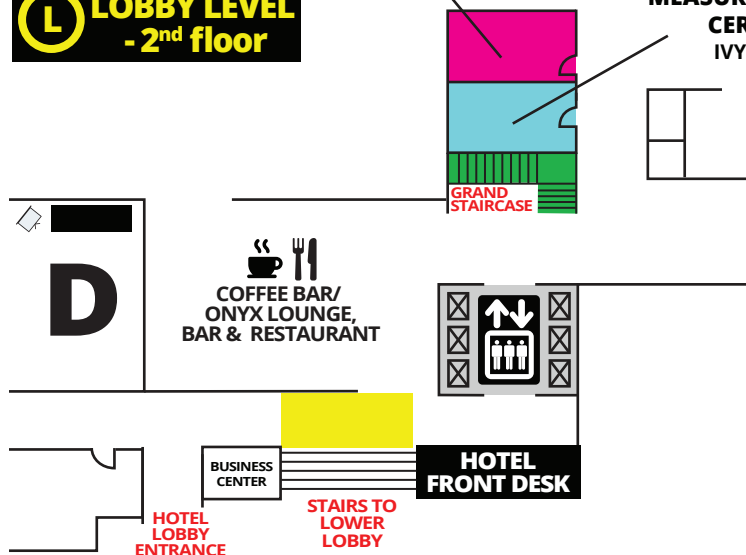 L
LOBBY LEVEL
- 2nd floor
CER
IVY
GRAND
STAIRCASE
D
COFFEE BAR/
ONYX LOUNGE,
BAR & RESTAURANT
BUSINESS
CENTER
HOTEL
FRONT DESK
STAIRS TO
LOWER
LOBBY
HOTEL
LOBBY
ENTRANCE